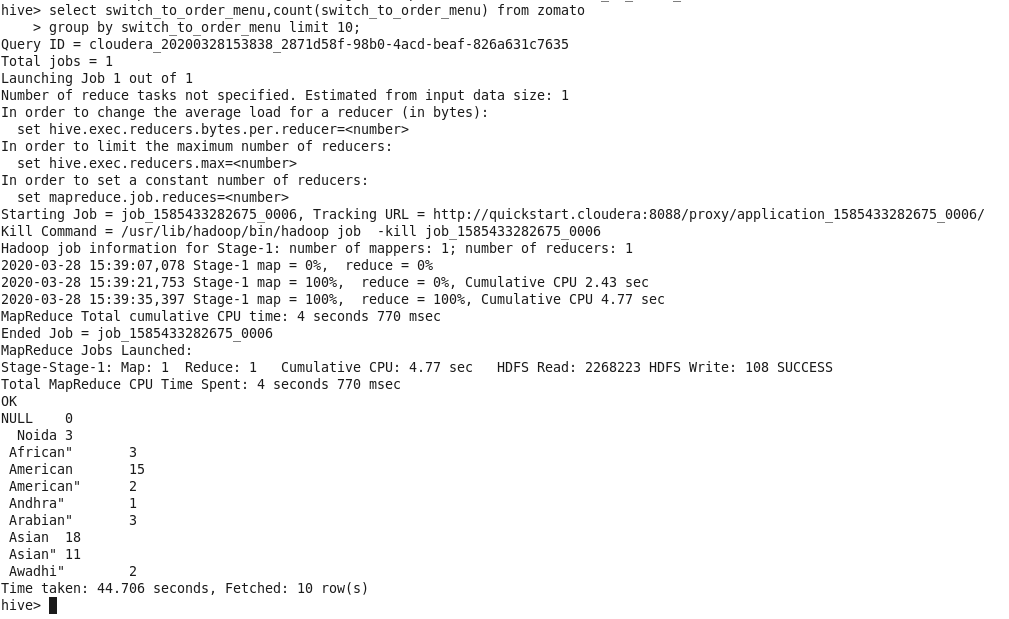 hive> select switch_to_order_menu,count(switch_to_order_menu) from zomato
    > group by switch_to_order_menu limit 10;
Query ID = cloudera_20200328153838_2871d58f-98b0-4acd-beaf-826a631c7635
Total jobs = 1
Launching Job 1 out of 1
Number of reduce tasks not specified. Estimated from input data size: 1
In order to change the average load for a reducer (in bytes):
  set hive.exec.reducers.bytes.per.reducer=<number>
In order to limit the maximum number of reducers:
  set hive.exec.reducers.max=<number>
In order to set a constant number of reducers:
  set mapreduce.job.reduces=<number>
Starting Job = job_1585433282675_0006, Tracking URL = http://quickstart.cloudera:8088/proxy/application_1585433282675_0006/
Kill Command = /usr/lib/hadoop/bin/hadoop job  -kill job_1585433282675_0006
Hadoop job information for Stage-1: number of mappers: 1; number of reducers: 1
2020-03-28 15:39:07,078 Stage-1 map = 0%,  reduce = 0%
2020-03-28 15:39:21,753 Stage-1 map = 100%,  reduce = 0%, Cumulative CPU 2.43 sec
2020-03-28 15:39:35,397 Stage-1 map = 100%,  reduce = 100%, Cumulative CPU 4.77 sec
MapReduce Total cumulative CPU time: 4 seconds 770 msec
Ended Job = job_1585433282675_0006
MapReduce Jobs Launched:
Stage-Stage-1: Map: 1  Reduce: 1   Cumulative CPU: 4.77 sec   HDFS Read: 2268223 HDFS Write: 108 SUCCESS
Total MapReduce CPU Time Spent: 4 seconds 770 msec
OK
NULL    0
  Noida 3
 African"       3
 American       15
 American"      2
 Andhra"        1
 Arabian"       3
 Asian  18
 Asian" 11
 Awadhi"        2
Time taken: 44.706 seconds, Fetched: 10 row(s)
hive>